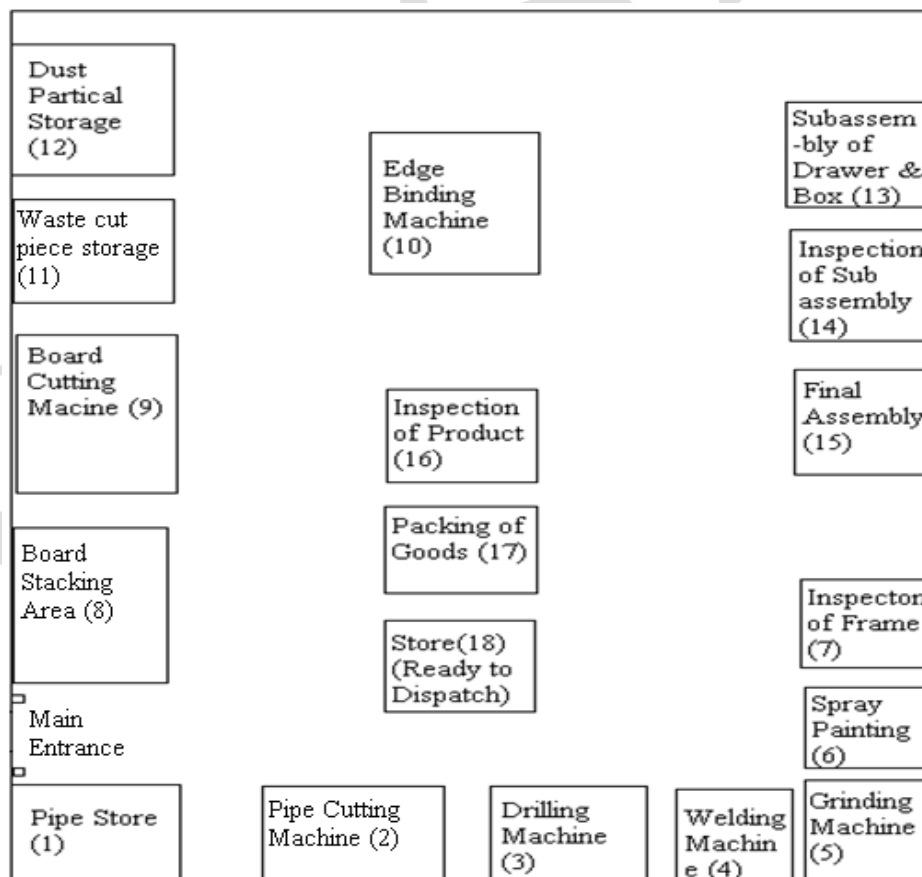 Dust
Partical
Storage
(12)
Waste cut
piece storage
(11)
Board
Cutting
Macine (9)
Board
Stacking
Area (8)
Main
Entrance
Pipe Store
(1)
Pipe Cutting
Machine (2)
Drilling
Machine
(3)
Welding
Machin
e (4)
Grinding
Machine
(5)
Spray
Painting
(6)
Inspecton
of Frame
(7)
Edge
Binding
Machine
(10)
Inspection
of Product
(16)
Packing of
Goods (17)
Store(18)
(Ready to
Dispatch)
Subassem
-bly of
Drawer &
Box (13)
Inspection
of Sub
assembly
(14)
Final
Assembly
(15)